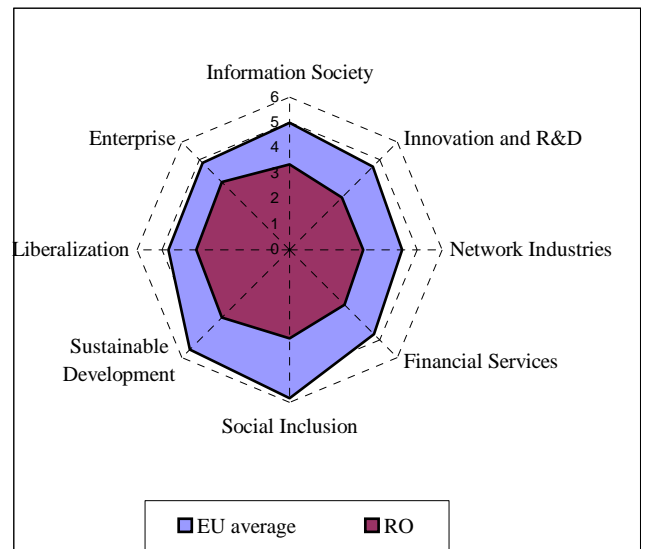 Information Society
6
5
4
3
2
1
0
Enterprise
Innovation and R&D
Liberalization
Network Industries
Sustainable
Development
Financial Services
Social Inclusion
EU average
RO